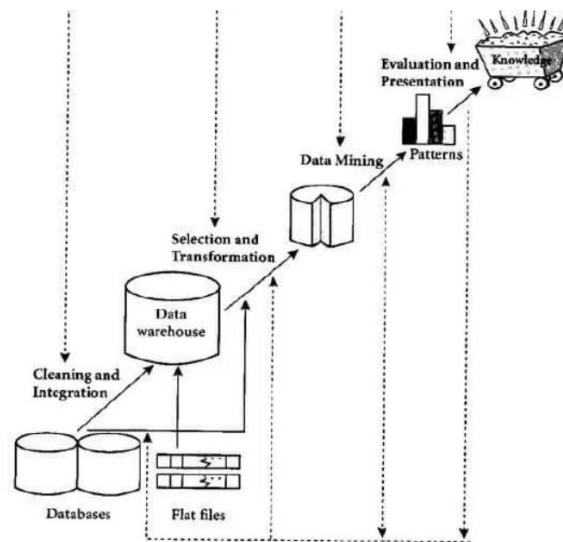 Evaluation and
Presentation
Knowledge
Data Mining
Patterns
Selection and
Transformation
Data
warehouse
Cleaning and
Integration
Databases
Flat files